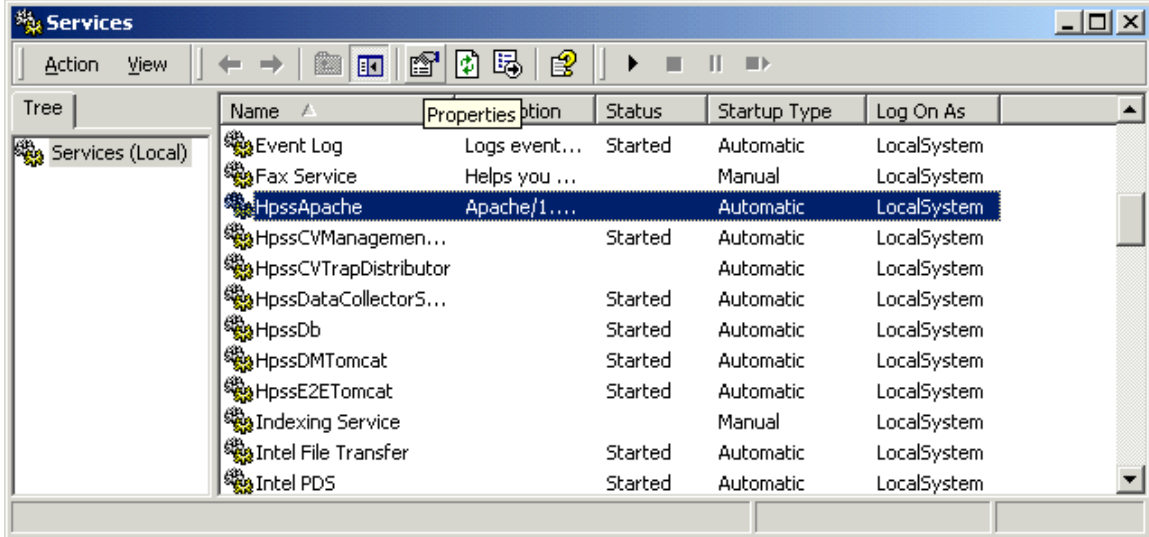 Services
Action View
Tree
Name Properties ption Status Startup Type Log On As
Services (Local)
Event Log Logs event... Started Automatic LocalSystem
Fax Service Helps you ... Manual LocalSystem
HpssApache Apache/1.... Automatic LocalSystem
HpssCVManagemen... Started Automatic LocalSystem
HpssCVTrapDistributor Automatic LocalSystem
HpssDataCollectorS... Started Automatic LocalSystem
HpssDb Started Automatic LocalSystem
HpssDMTomcat Started Automatic LocalSystem
HpssE2ETomcat Started Automatic LocalSystem
Indexing Service Manual LocalSystem
Intel File Transfer Started Automatic LocalSystem
Intel PDS Started Automatic LocalSystem